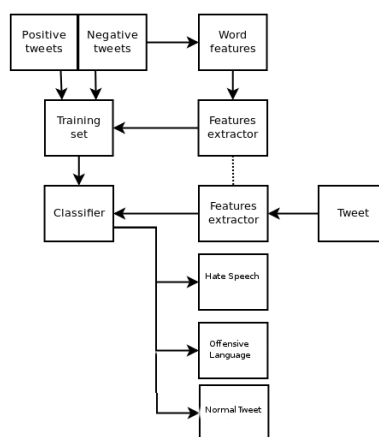 Positive
tweets
Negative
tweets
Word
features
Training
set
Features
extractor
Classifier
Features
extractor
Tweet
Hate Speech
Offensive
Language
Normal Tweet